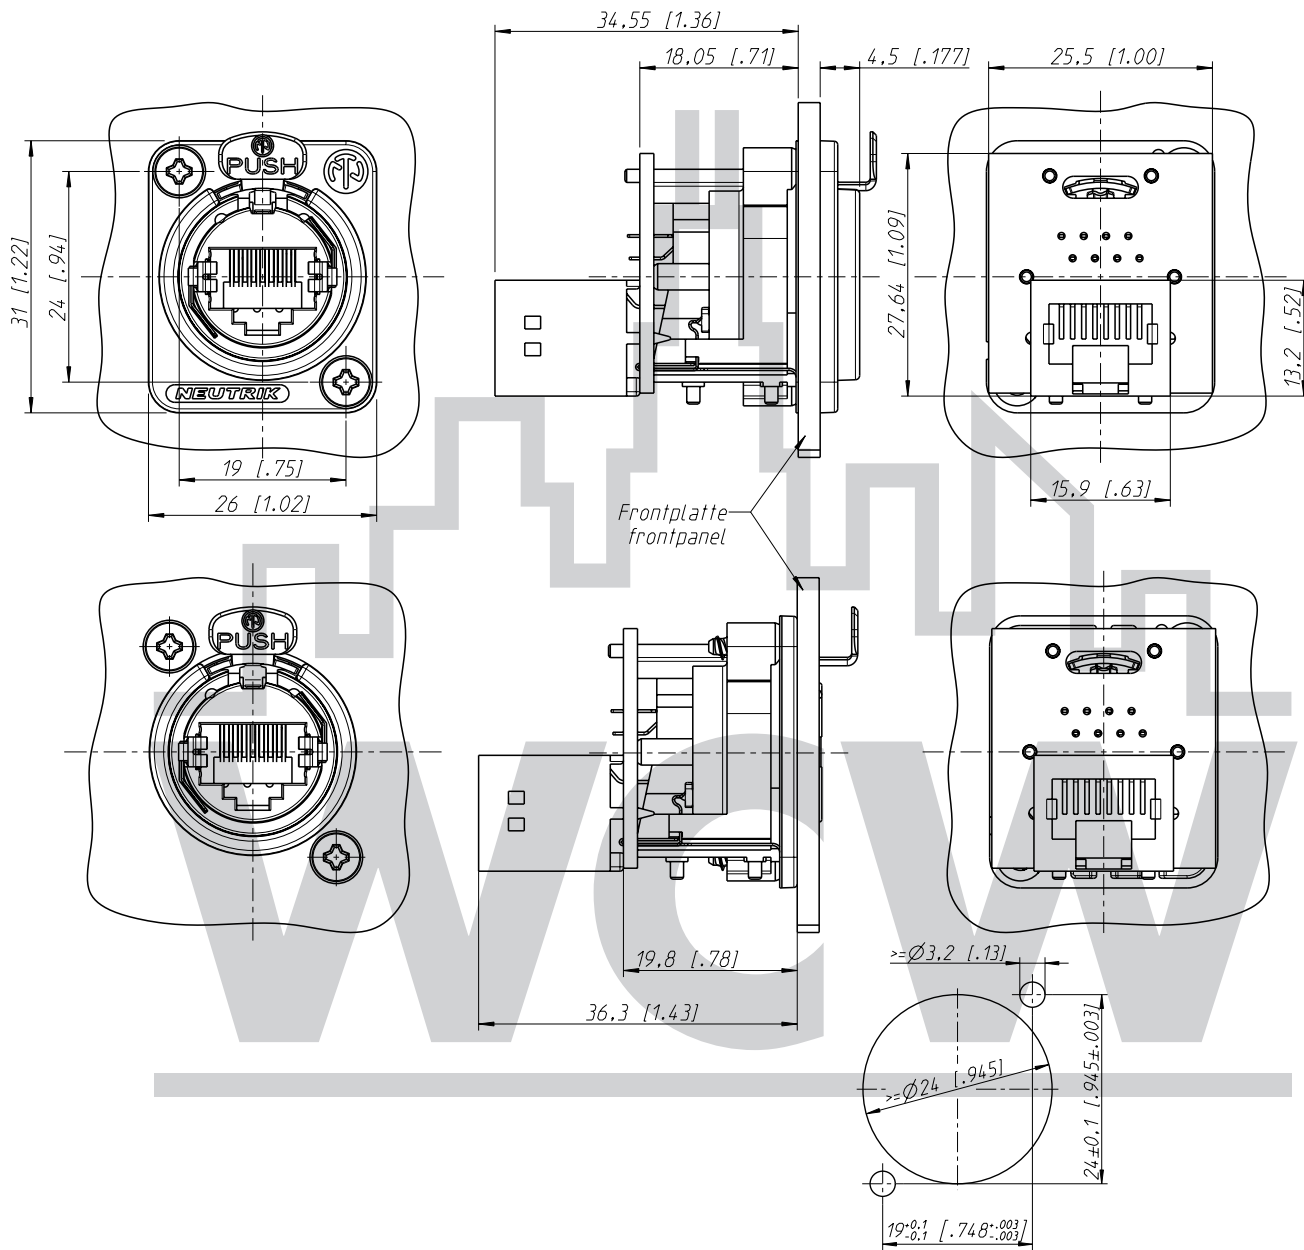 34,55 [1.36]
18,05 [.71]
4,5 [.177]
25,5 [1.00]
PUSH
31 [1.22]
24 [.94]
NEUTRIK
19 [.75]
26 [1.02]
27,64 [1.09]
13,2 [.52]
15,9 [.63]
Frontplatte
frontpanel
PUSH
19,8 [.78]
36,3 [1.43]
>=Ø3,2 [.13]
>=Ø24 [.945]
24±0,1 [.945±.003]
19+0,1 -0,1 [.748+.003 -.003]
WCW